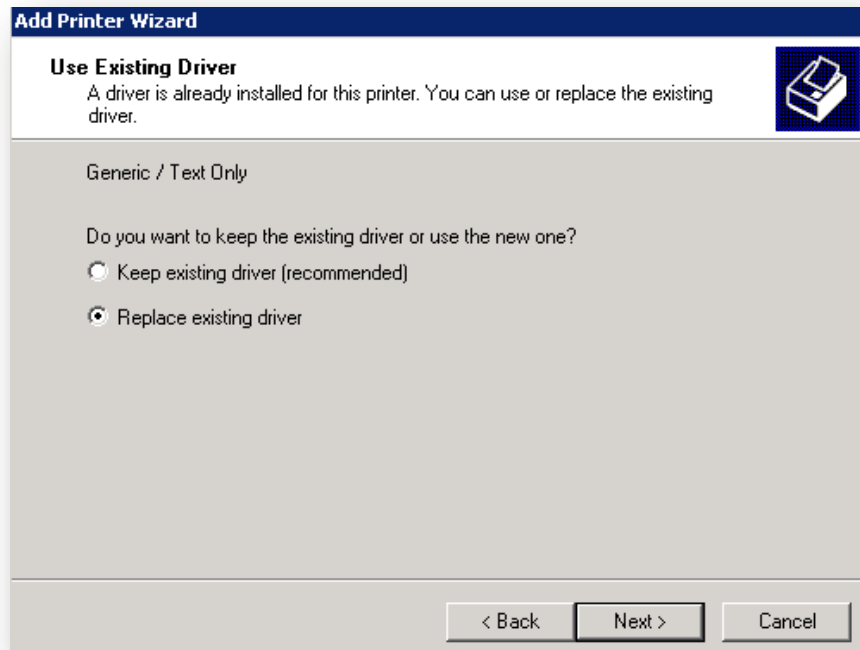 Add Printer Wizard
Use Existing Driver
A driver is already installed for this printer. You can use or replace the existing
driver.
Generic / Text Only
Do you want to keep the existing driver or use the new one?
Keep existing driver (recommended)
Replace existing driver
< Back Next > Cancel